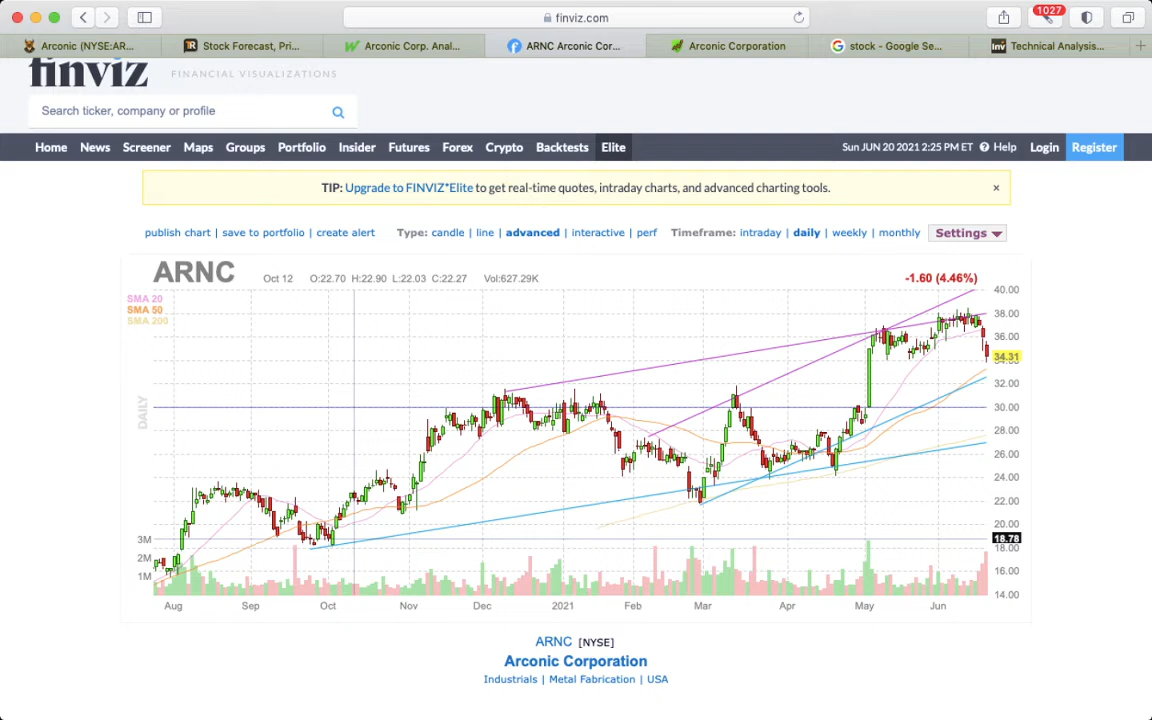 finviz.com
1027
Arconic (NYSE:AR...
Stock Forecast, Pri...
Arconic Corp. Anal...
ARNC Arconic Cor...
Arconic Corporation
stock - Google Se...
Inv Technical Analysis...
finviz FINANCIAL VISUALIZATIONS
Search ticker, company or profile
Home News Screener Maps Groups Portfolio Insider Futures Forex Crypto Backtests Elite Sun JUN 20 2021 2:25 PM ET Help Login Register
TIP: Upgrade to FINVIZ*Elite to get real-time quotes, intraday charts, and advanced charting tools. ×
publish chart | save to portfolio | create alert Type: candle | line | advanced | interactive | perf Timeframe: intraday | daily | weekly | monthly Settings
ARNC Oct 12 O:22.70 H:22.90 L:22.03 C:22.27 Vol:627.29K -1.60 (4.46%)
SMA 20
SMA 50
SMA 200
DAILY
40.00
38.00
36.00
34.31
32.00
30.00
28.00
26.00
24.00
22.00
20.00
18.78
18.00
16.00
14.00
3M
2M
1M
Aug Sep Oct Nov Dec 2021 Feb Mar Apr May Jun
ARNC [NYSE]
Arconic Corporation
Industrials | Metal Fabrication | USA